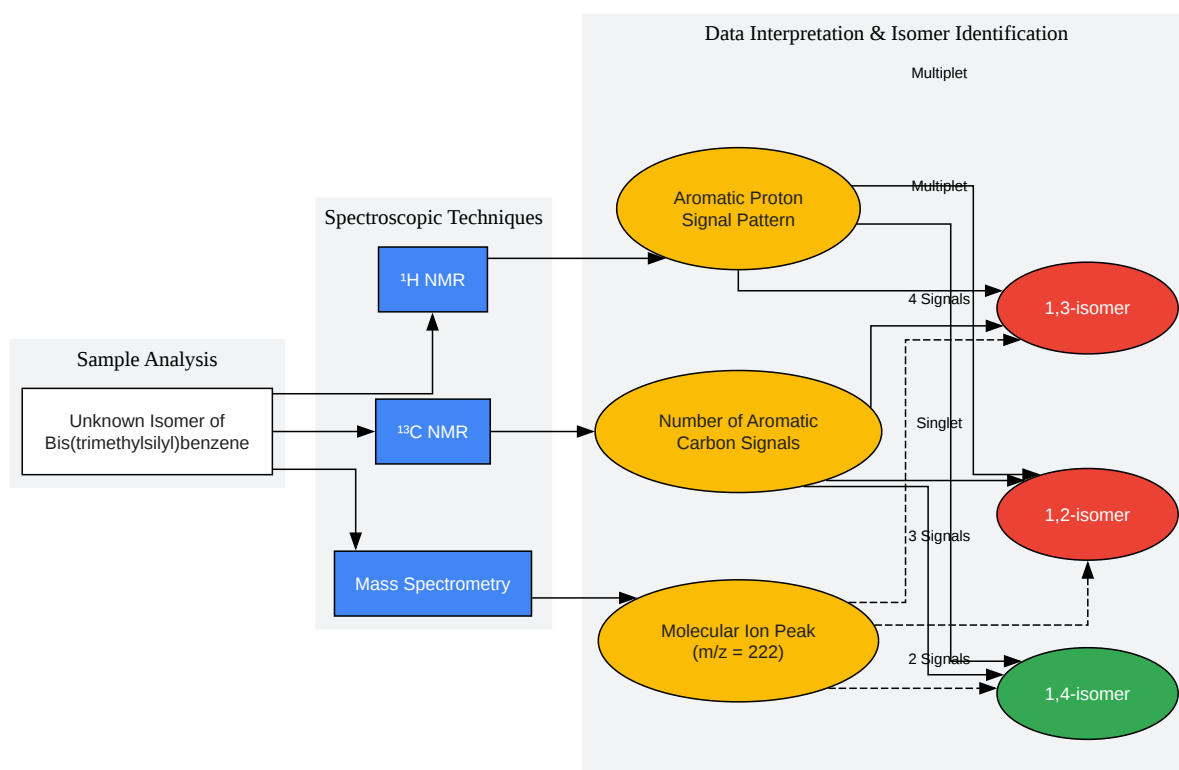 Data Interpretation & Isomer Identification
Multiplet
Aromatic Proton
Signal Pattern
Multiplet
Spectroscopic Techniques
¹H NMR
4 Signals
1,3-isomer
Sample Analysis
Unknown Isomer of
Bis(trimethylsilyl)benzene
¹³C NMR
Number of Aromatic
Carbon Signals
Singlet
1,2-isomer
3 Signals
Mass Spectrometry
Molecular Ion Peak
(m/z = 222)
2 Signals
1,4-isomer